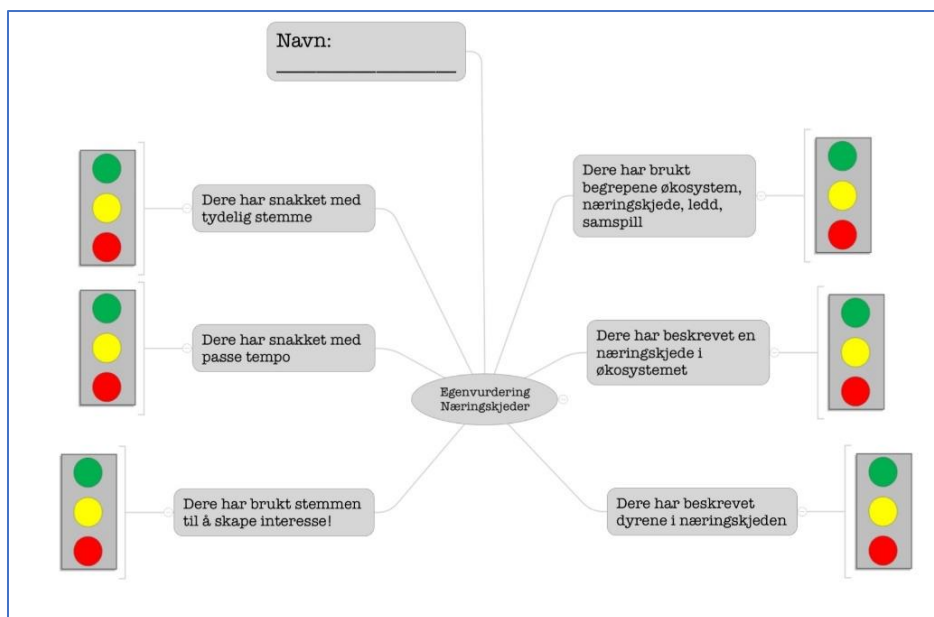 Navn:
Dere har snakket med
tydelig stemme
Dere har snakket med
passe tempo
Dere har brukt stemmen
til å skape interesse!
Egenvurdering
Næringskjeder
Dere har brukt
begrepene økosystem,
næringskjede, ledd,
samspill
Dere har beskrevet en
næringskjede i
økosystemet
Dere har beskrevet
dyrene i næringskjeden